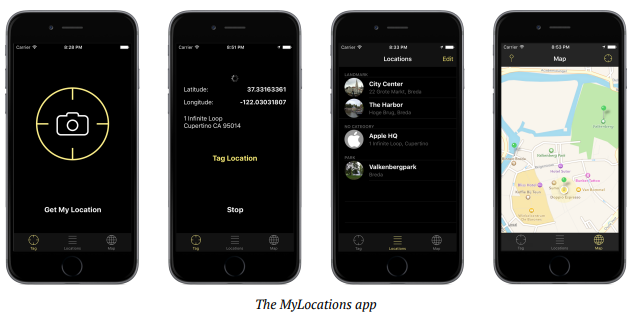 Carrier
8:28 PM
Get My Location
Tag
Locations
Map
Carrier
8:51 PM
Latitude:
37.33163361
Longitude:
-122.03031807
1 Infinite Loop
Cupertino CA 95014
Tag Location
Stop
Tag
Locations
Map
Carrier
8:33 PM
Locations
Edit
LANDMARK
City Center
22 Grote Markt, Breda
The Harbor
Hoge Brug, Breda
NO CATEGORY
Apple HQ
1 Infinite Loop, Cupertino
PARK
Valkenbergpark
Breda
Tag
Locations
Map
Carrier
8:53 PM
Map
Tag
Locations
Map
The MyLocations app